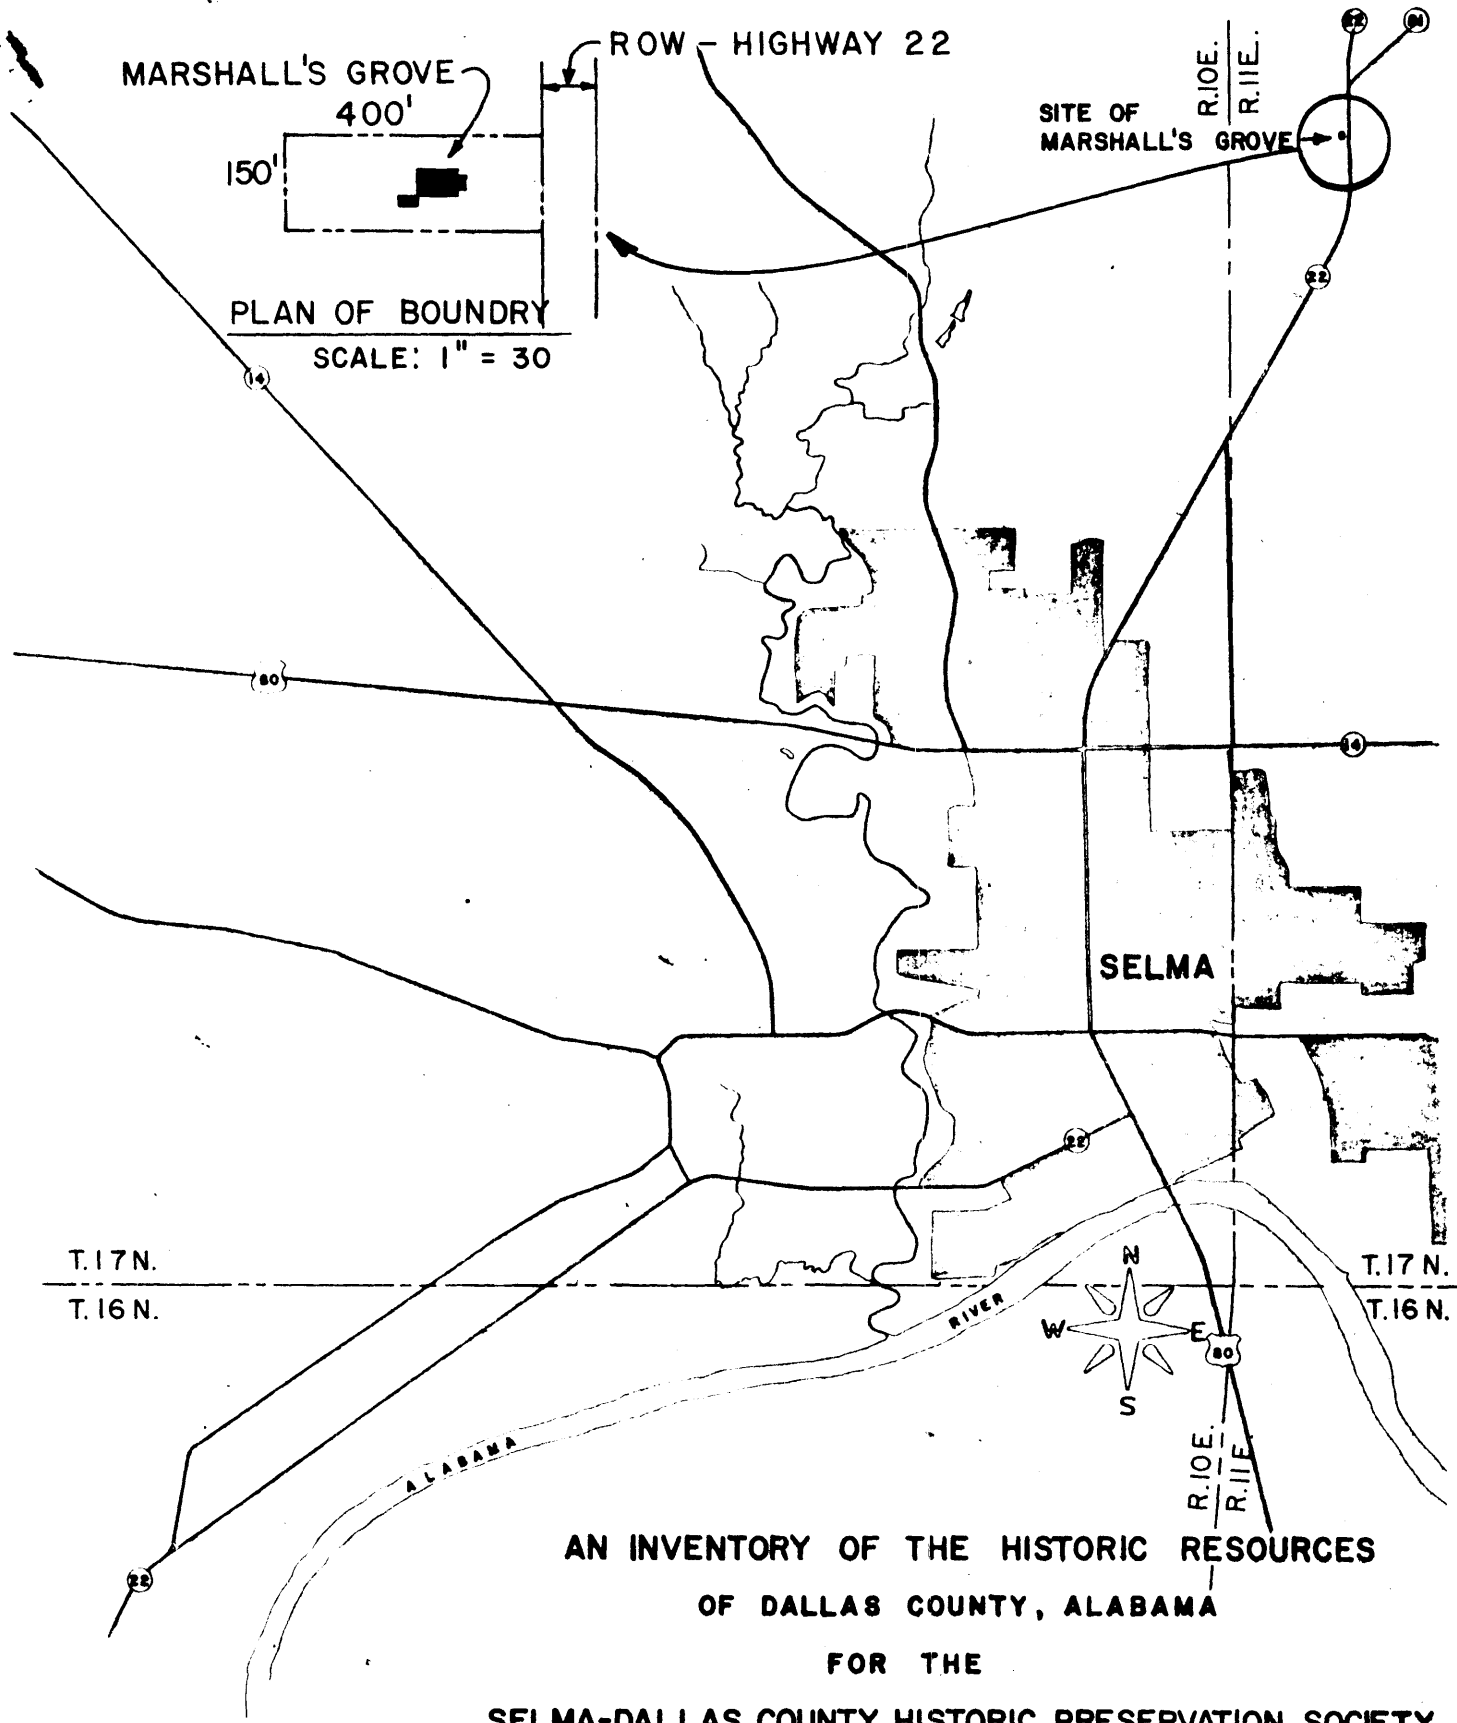 ROW - HIGHWAY 22
MARSHALL'S GROVE
400'
150'
PLAN OF BOUNDRY
SCALE: 1" = 30
R.10E.
R.11E.
22
SITE OF
MARSHALL'S GROVE
22
14
80
14
SELMA
22
T.17N.
T.16N.
T.17N.
T.16N.
N
W
E
S
80
ALABAMA
RIVER
R.10E.
R.11E.
22
AN INVENTORY OF THE HISTORIC RESOURCES
OF DALLAS COUNTY, ALABAMA
FOR THE
SELMA-DALLAS COUNTY HISTORIC PRESERVATION SOCIETY